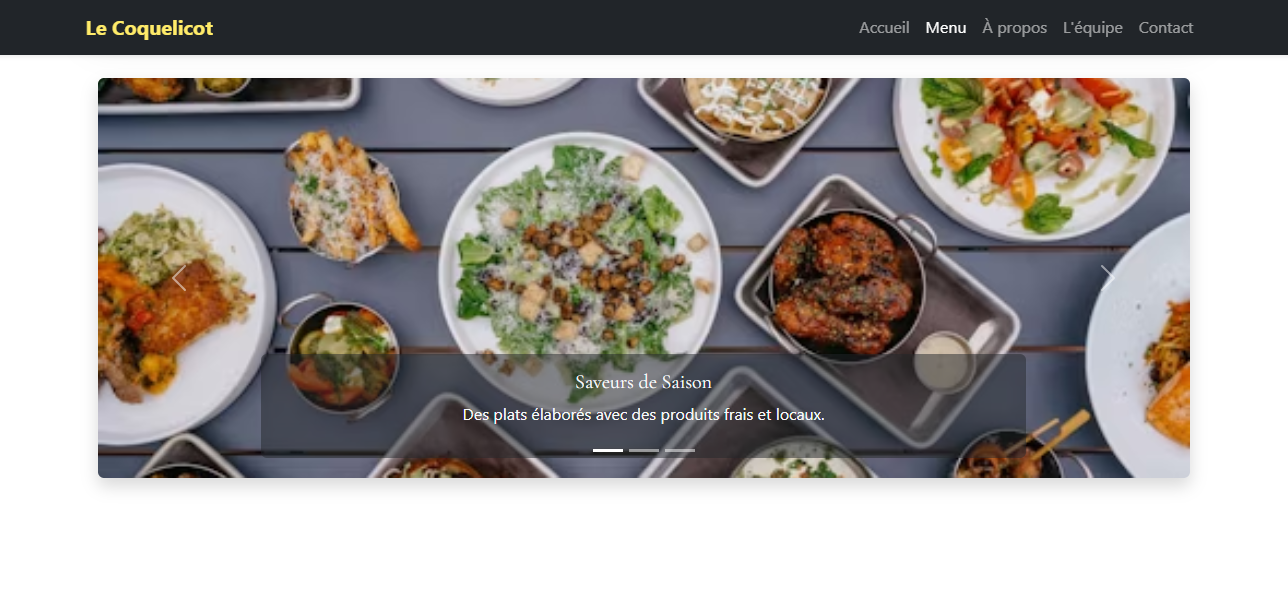 Le Coquelicot
Accueil Menu À propos L'équipe Contact
Saveurs de Saison
Des plats élaborés avec des produits frais et locaux.